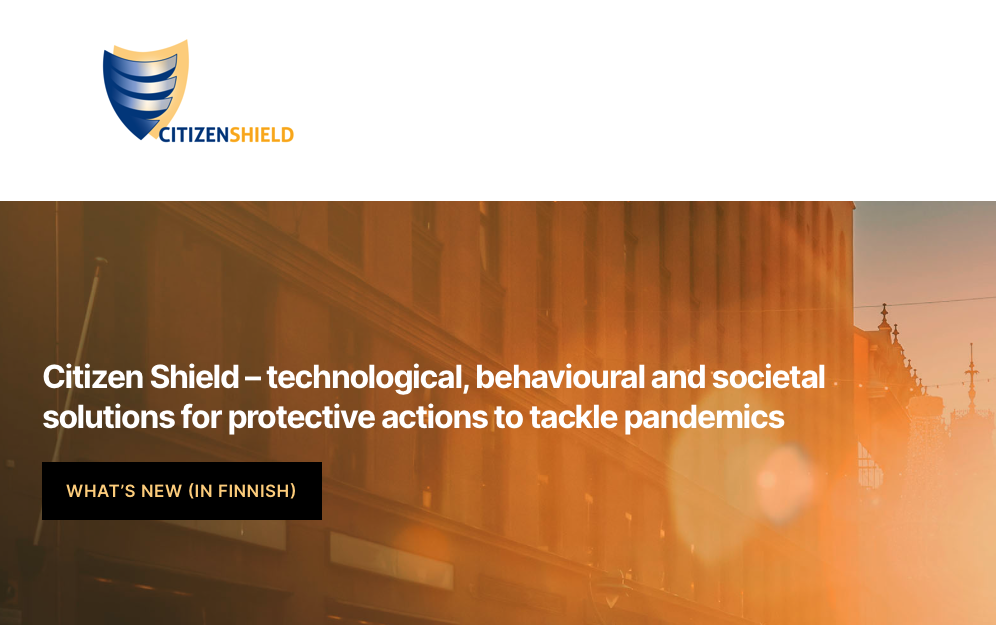 CITIZENSHIELD
Citizen Shield – technological, behavioural and societal
solutions for protective actions to tackle pandemics
WHAT’S NEW (IN FINNISH)